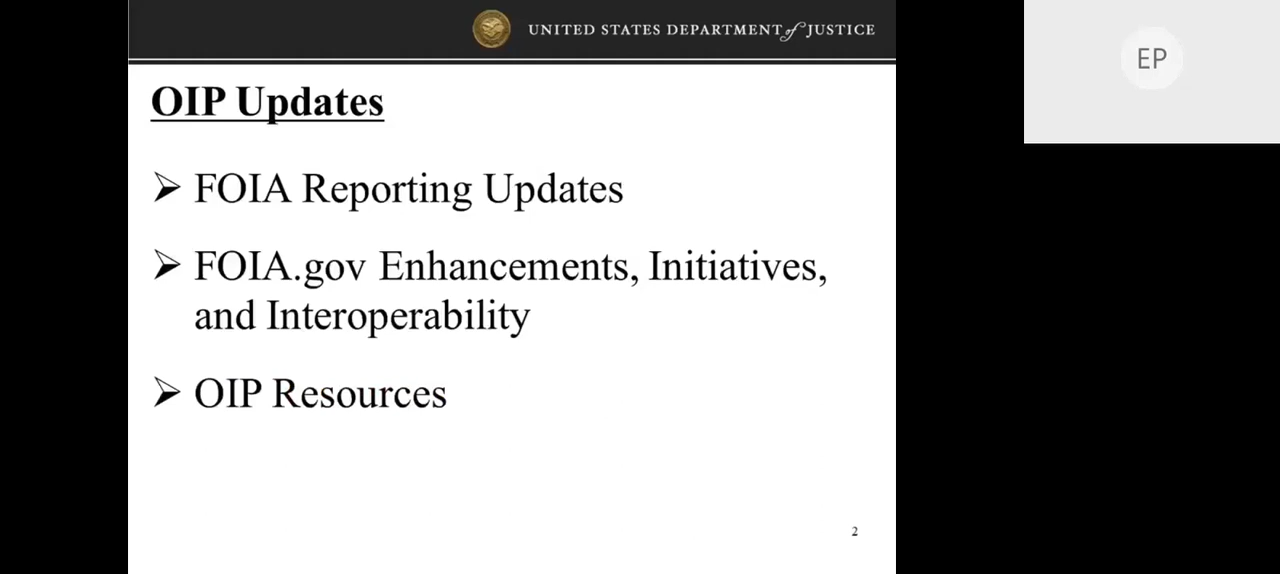 UNITED STATES DEPARTMENT of JUSTICE
EP
OIP Updates
➢ FOIA Reporting Updates
➢ FOIA.gov Enhancements, Initiatives,
and Interoperability
➢ OIP Resources
2